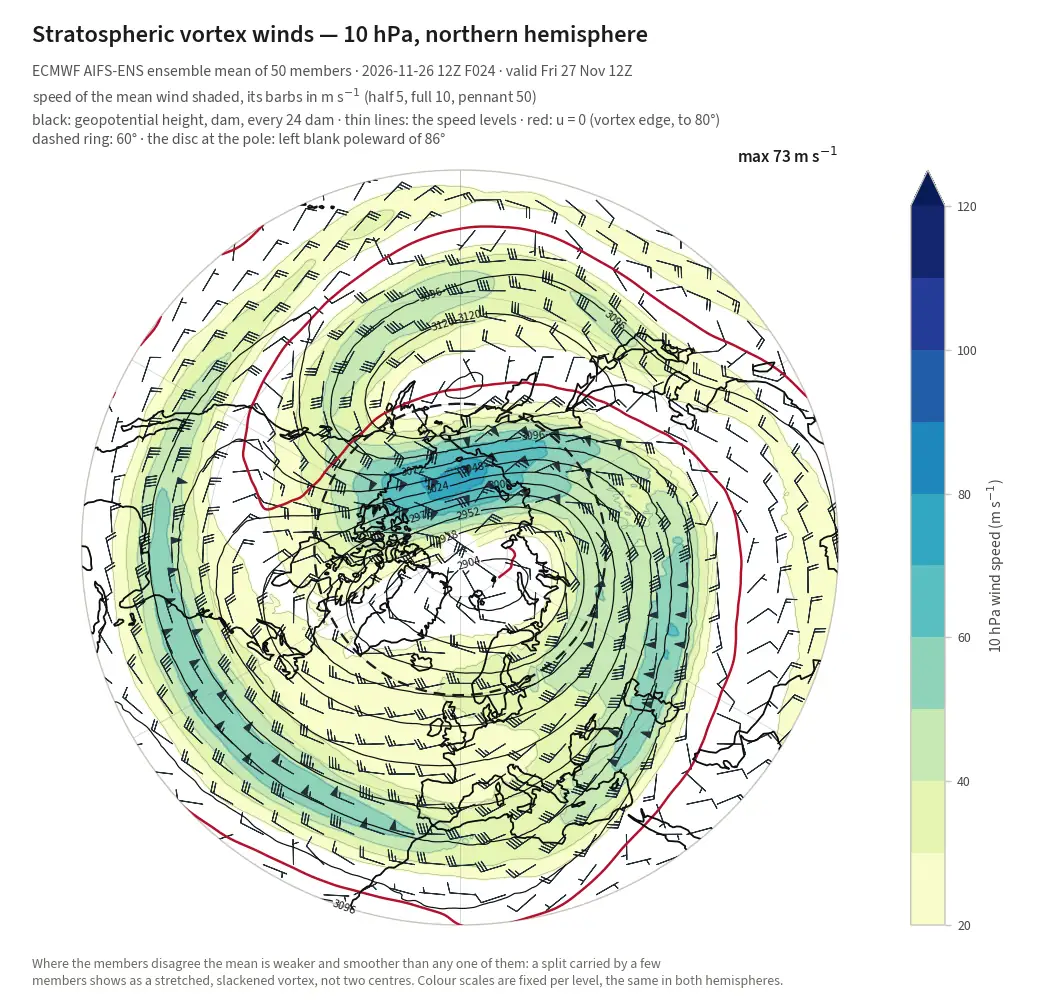 Stratospheric vortex winds — 10 hPa, northern hemisphere
ECMWF AIFS-ENS ensemble mean of 50 members · 2026-11-26 12Z F024 · valid Fri 27 Nov 12Z
speed of the mean wind shaded, its barbs in m s⁻¹ (half 5, full 10, pennant 50)
black: geopotential height, dam, every 24 dam · thin lines: the speed levels · red: u = 0 (vortex edge, to 80°)
dashed ring: 60° · the disc at the pole: left blank poleward of 86°
max 73 m s⁻¹
120
100
80
60
40
20
10 hPa wind speed (m s⁻¹)
3096
3120
3120
3096
3096
3072
3048
3024
2952
2928
2904
3096
Where the members disagree the mean is weaker and smoother than any one of them: a split carried by a few
members shows as a stretched, slackened vortex, not two centres. Colour scales are fixed per level, the same in both hemispheres.